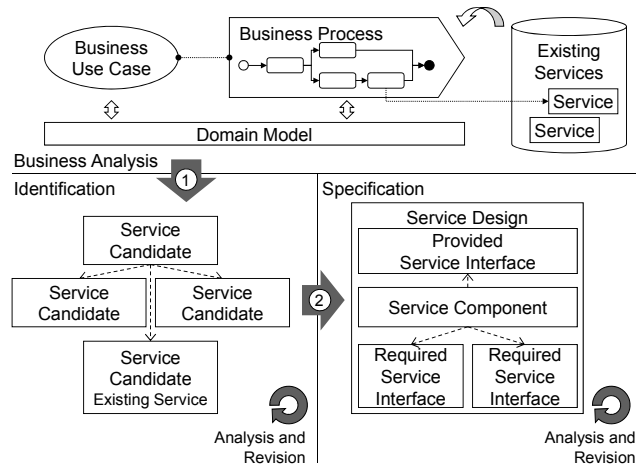 Business
Use Case
Business Process
Existing
Services
Service
Service
Domain Model
Business Analysis
1
Identification
Service
Candidate
Service
Candidate
Service
Candidate
Service
Candidate
Existing Service
Analysis and
Revision
2
Specification
Service Design
Provided
Service Interface
Service Component
Required
Service
Interface
Required
Service
Interface
Analysis and
Revision